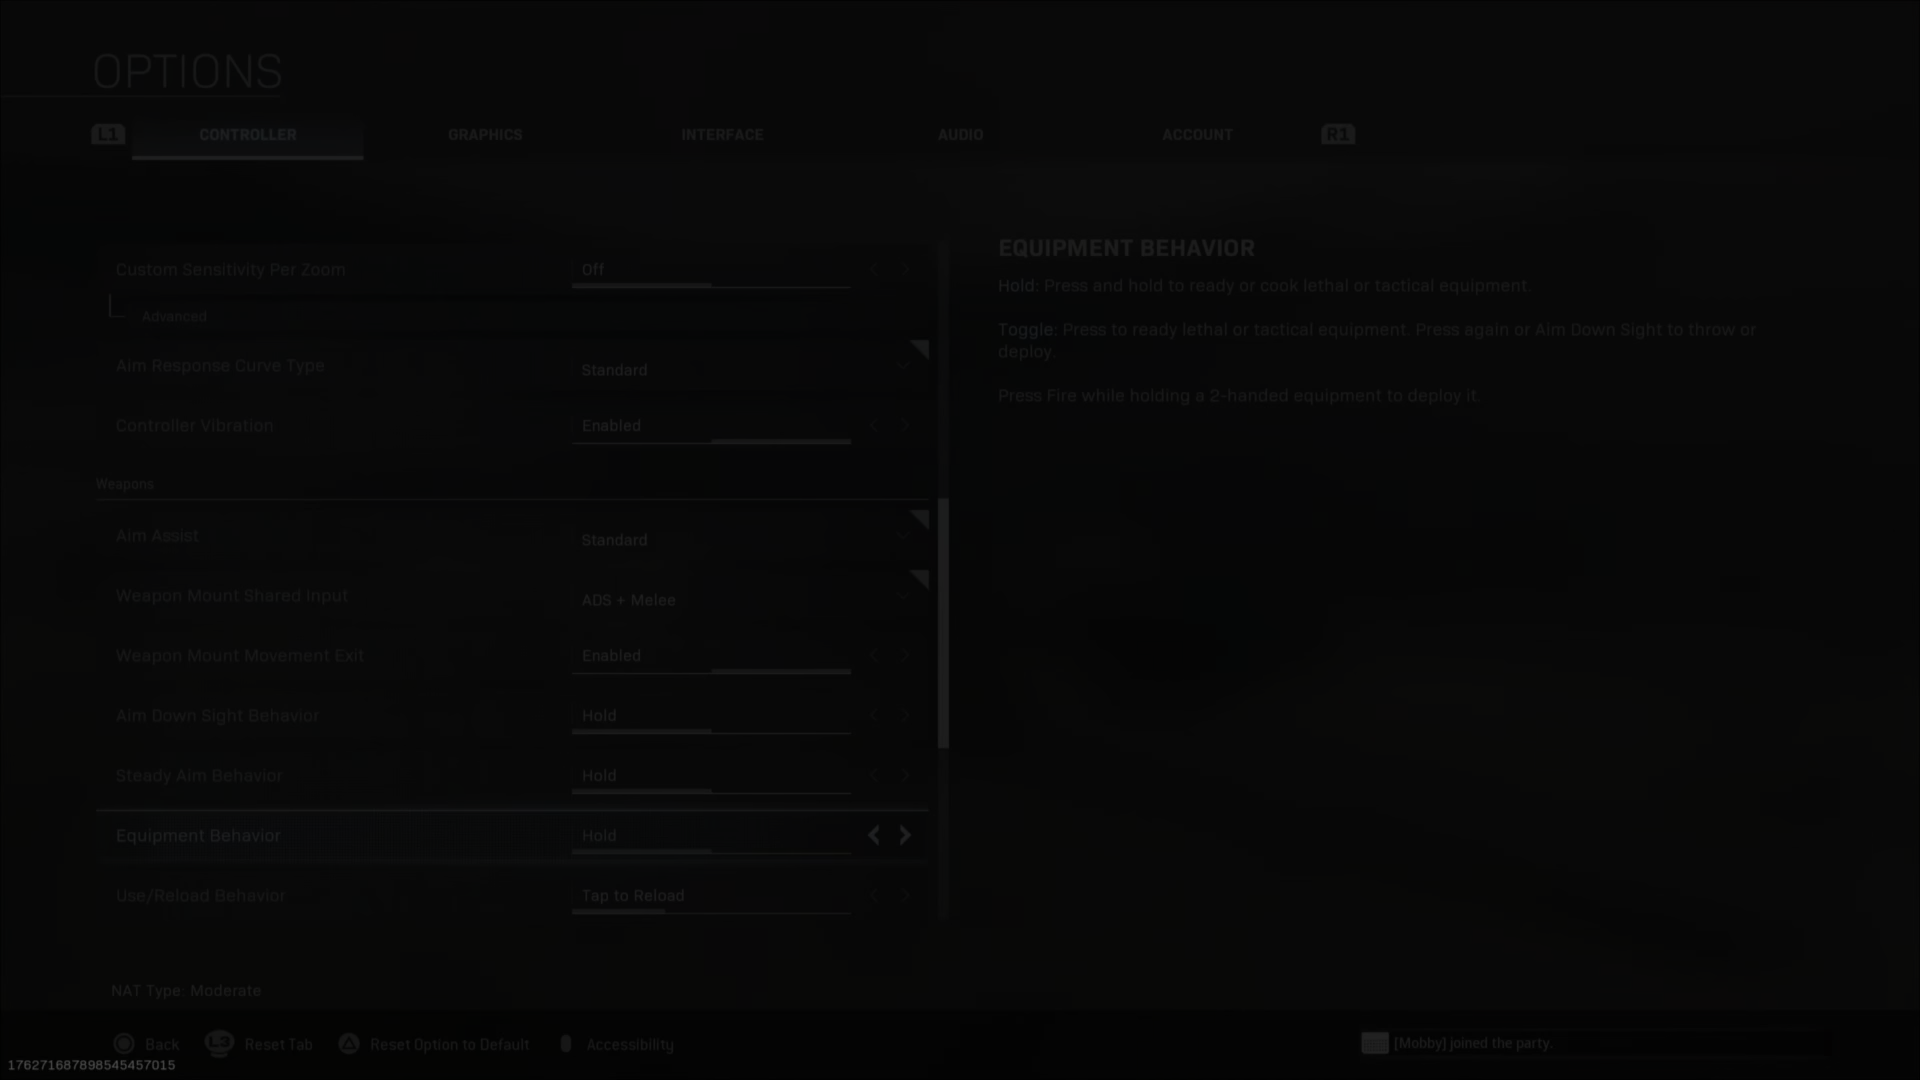 OPTIONS
L1 CONTROLLER GRAPHICS INTERFACE AUDIO ACCOUNT R1
Custom Sensitivity Per Zoom Off
Advanced
Aim Response Curve Type Standard
Controller Vibration Enabled
Weapons
Aim Assist Standard
Weapon Mount Shared Input ADS + Melee
Weapon Mount Movement Exit Enabled
Aim Down Sight Behavior Hold
Steady Aim Behavior Hold
Equipment Behavior Hold
Use/Reload Behavior Tap to Reload
EQUIPMENT BEHAVIOR
Hold: Press and hold to ready or cook lethal or tactical equipment.
Toggle: Press to ready lethal or tactical equipment. Press again or Aim Down Sight to throw or
deploy.
Press Fire while holding a 2-handed equipment to deploy it.
NAT Type: Moderate
Back L3 Reset Tab Reset Option to Default Accessibility
[Mobby] joined the party.
176271687898545457015